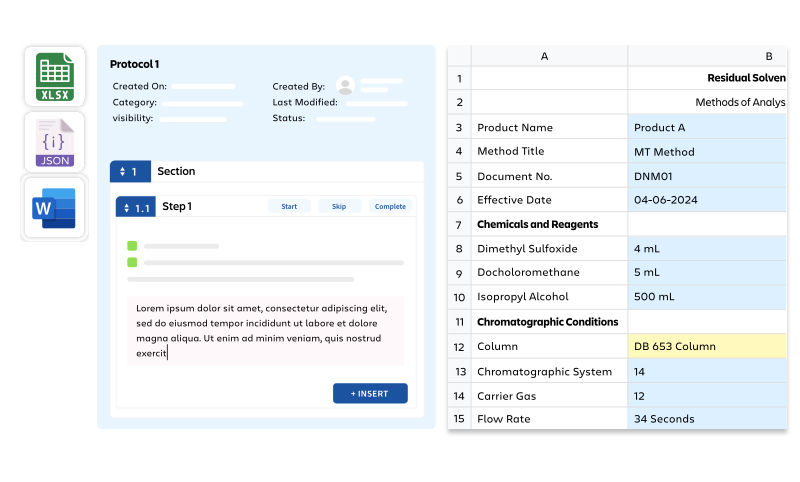 XLSX
{i}
JSON
W
Protocol 1
Created On:
Created By:
Category:
Last Modified:
visibility:
Status:
1 Section
1.1 Step 1 Start Skip Complete
Lorem ipsum dolor sit amet, consectetur adipiscing elit,
sed do eiusmod tempor incididunt ut labore et dolore
magna aliqua. Ut enim ad minim veniam, quis nostrud
exercit
+ INSERT
A B
1 Residual Solven
2 Methods of Analys
3 Product Name Product A
4 Method Title MT Method
5 Document No. DNM01
6 Effective Date 04-06-2024
7 Chemicals and Reagents
8 Dimethyl Sulfoxide 4 mL
9 Docholoromethane 5 mL
10 Isopropyl Alcohol 500 mL
11 Chromatographic Conditions
12 Column DB 653 Column
13 Chromatographic System 14
14 Carrier Gas 12
15 Flow Rate 34 Seconds